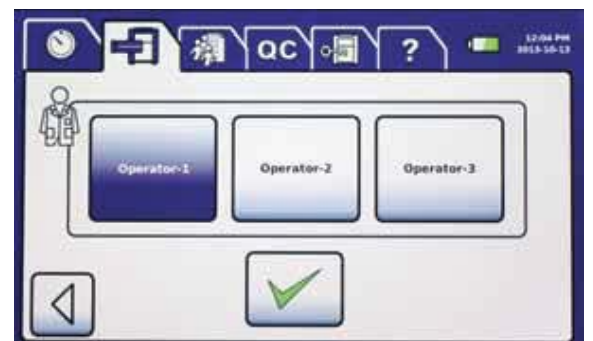 QC
?
12:04 PM
2013-10-13
Operator-1
Operator-2
Operator-3